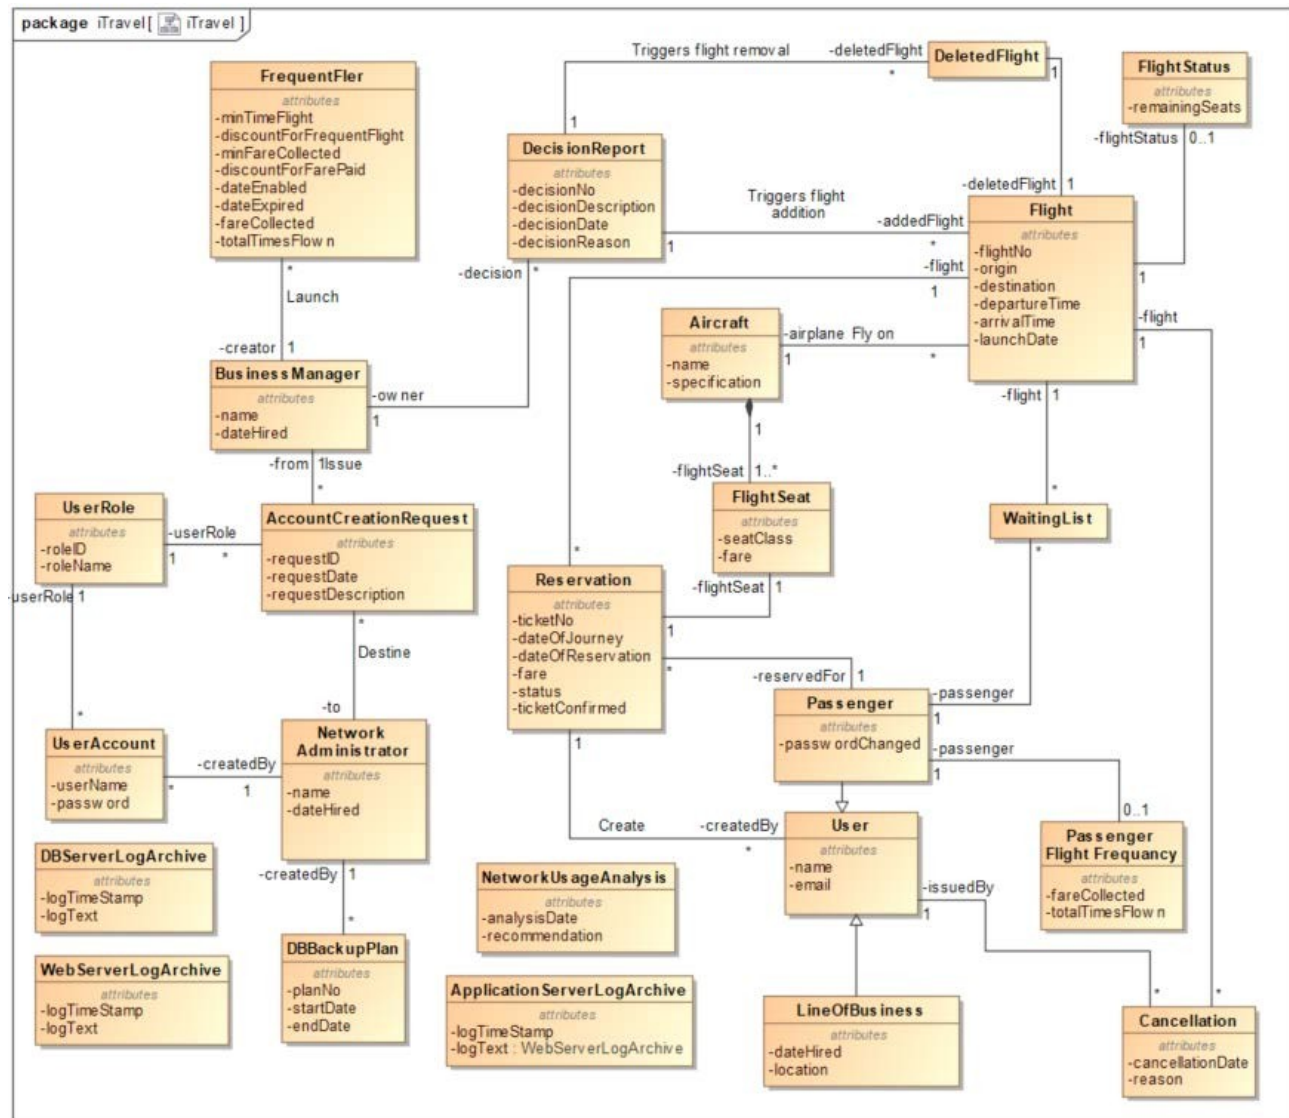 package iTravel [ iTravel ]
Triggers flight removal
-deletedFlight
*
1
DeletedFlight
1
FlightStatus
attributes
-remainingSeats
-flightStatus
0..1
FrequentFler
attributes
-minTimeFlight
-discountForFrequentFlight
-minFareCollected
-discountForFarePaid
-dateEnabled
-dateExpired
-fareCollected
-totalTimesFlown
*
Launch
-creator
1
DecisionReport
attributes
-decisionNo
-decisionDescription
-decisionDate
-decisionReason
-decision
*
Triggers flight
addition
1
-addedFlight
*
-deletedFlight
1
Flight
attributes
-flightNo
-origin
-destination
-departureTime
-arrivalTime
-launchDate
1
-flight
1
-flight
1
-flight
1
Aircraft
attributes
-name
-specification
-airplane
Fly on
1
*
1
-flightSeat
1..*
BusinessManager
attributes
-name
-dateHired
-owner
1
-from
1
Issue
*
UserRole
attributes
-roleID
-roleName
-userRole
1
*
-userRole
1
*
AccountCreationRequest
attributes
-requestID
-requestDate
-requestDescription
*
Destine
-to
FlightSeat
attributes
-seatClass
-fare
-flightSeat
1
WaitingList
*
*
Reservation
attributes
-ticketNo
-dateOfJourney
-dateOfReservation
-fare
-status
-ticketConfirmed
*
1
*
1
-reservedFor
1
Passenger
attributes
-passwordChanged
-passenger
1
-passenger
1
0..1
UserAccount
attributes
-userName
-password
*
-createdBy
1
Network
Administrator
attributes
-name
-dateHired
-createdBy
1
*
Create
-createdBy
*
User
attributes
-name
-email
-issuedBy
1
Passenger
Flight Frequancy
attributes
-fareCollected
-totalTimesFlown
DBServerLogArchive
attributes
-logTimeStamp
-logText
NetworkUsageAnalysis
attributes
-analysisDate
-recommendation
DBBackupPlan
attributes
-planNo
-startDate
-endDate
WebServerLogArchive
attributes
-logTimeStamp
-logText
ApplicationServerLogArchive
attributes
-logTimeStamp
-logText : WebServerLogArchive
LineOfBusiness
attributes
-dateHired
-location
*
*
Cancellation
attributes
-cancellationDate
-reason